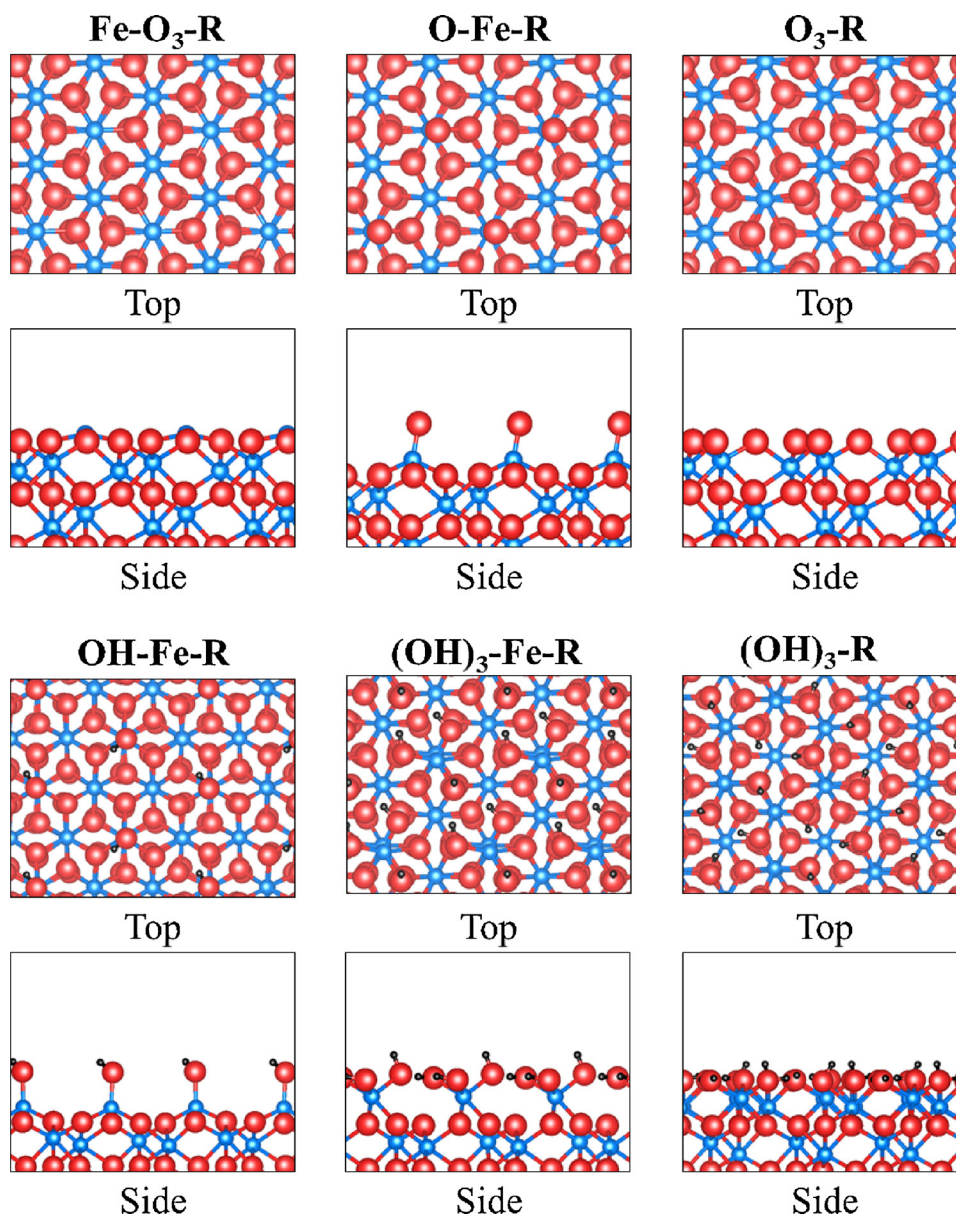 Fe-O₃-R O-Fe-R O₃-R
Top Top Top
Side Side Side
OH-Fe-R (OH)₃-Fe-R (OH)₃-R
Top Top Top
Side Side Side